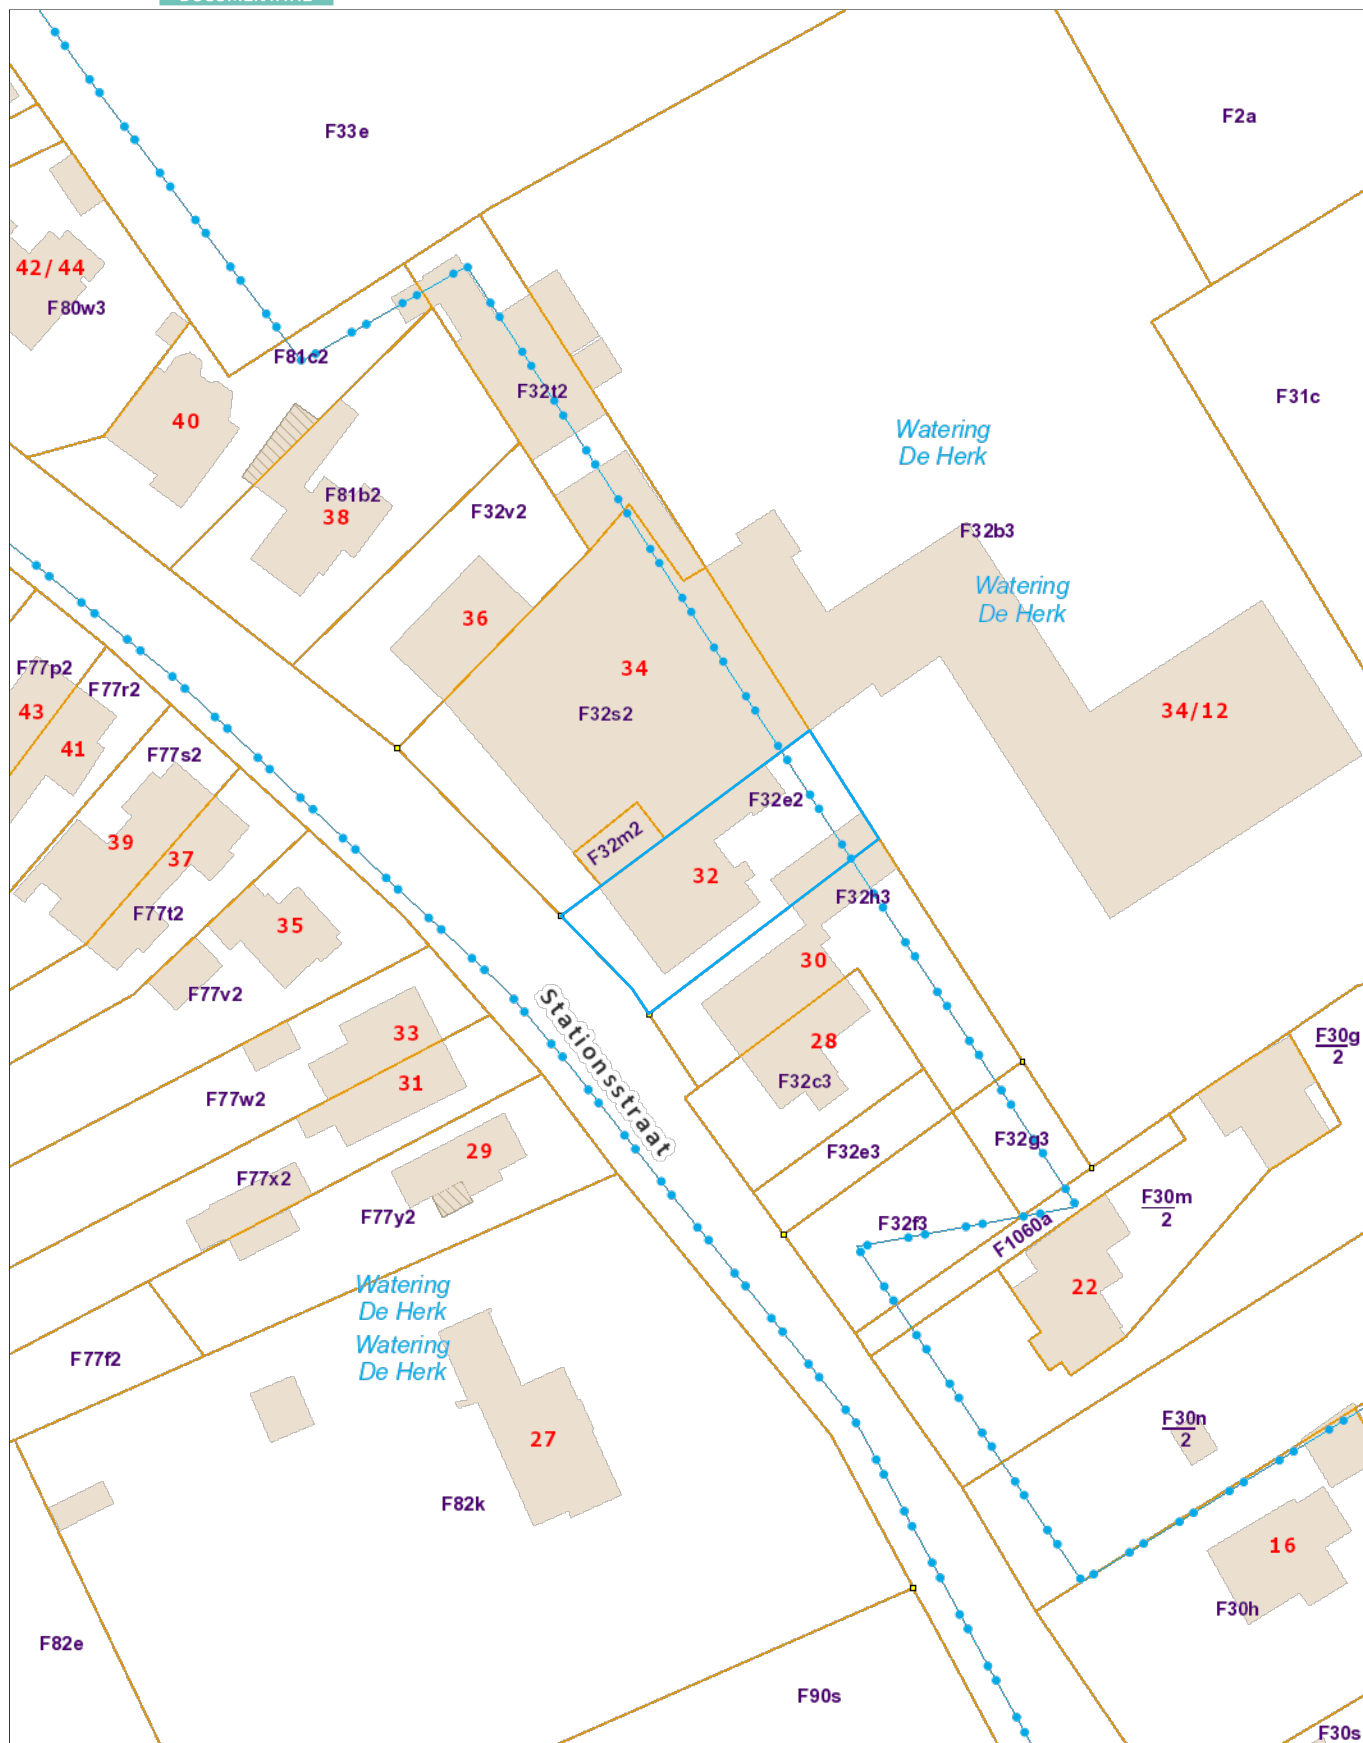 F33e
F2a
42/ 44
F80w3
F81c2
F32t2
F31c
40
Watering
De Herk
F81b2
38
F32v2
F32b3
Watering
De Herk
36
34
F77p2
F77r2
43
F32s2
34/12
41
F77s2
F32e2
39
37
F32m2
32
F32h3
F77t2
35
30
F77v2
Stationsstraat
33
28
F30g
2
31
F32c3
F77w2
F32g3
29
F32e3
F77x2
F30m
2
F77y2
F32f3
F1060a
Watering
De Herk
22
Watering
De Herk
F77f2
F30n
2
27
F82k
16
F30h
F82e
F90s
F30s